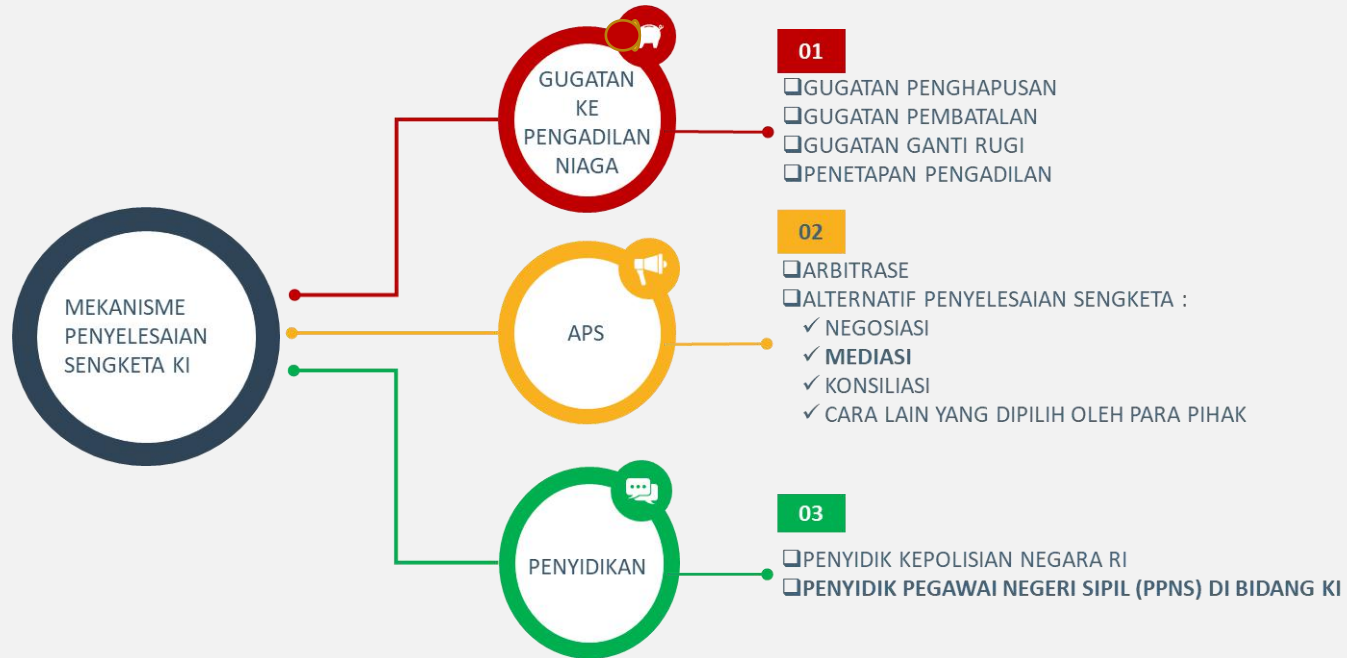 MEKANISME
PENYELESAIAN
SENGKETA KI
GUGATAN
KE
PENGADILAN
NIAGA
01
❑GUGATAN PENGHAPUSAN
❑GUGATAN PEMBATALAN
❑GUGATAN GANTI RUGI
❑PENETAPAN PENGADILAN
APS
02
❑ARBITRASE
❑ALTERNATIF PENYELESAIAN SENGKETA :
✓ NEGOSIASI
✓ MEDIASI
✓ KONSILIASI
✓ CARA LAIN YANG DIPILIH OLEH PARA PIHAK
PENYIDIKAN
03
❑PENYIDIK KEPOLISIAN NEGARA RI
❑PENYIDIK PEGAWAI NEGERI SIPIL (PPNS) DI BIDANG KI